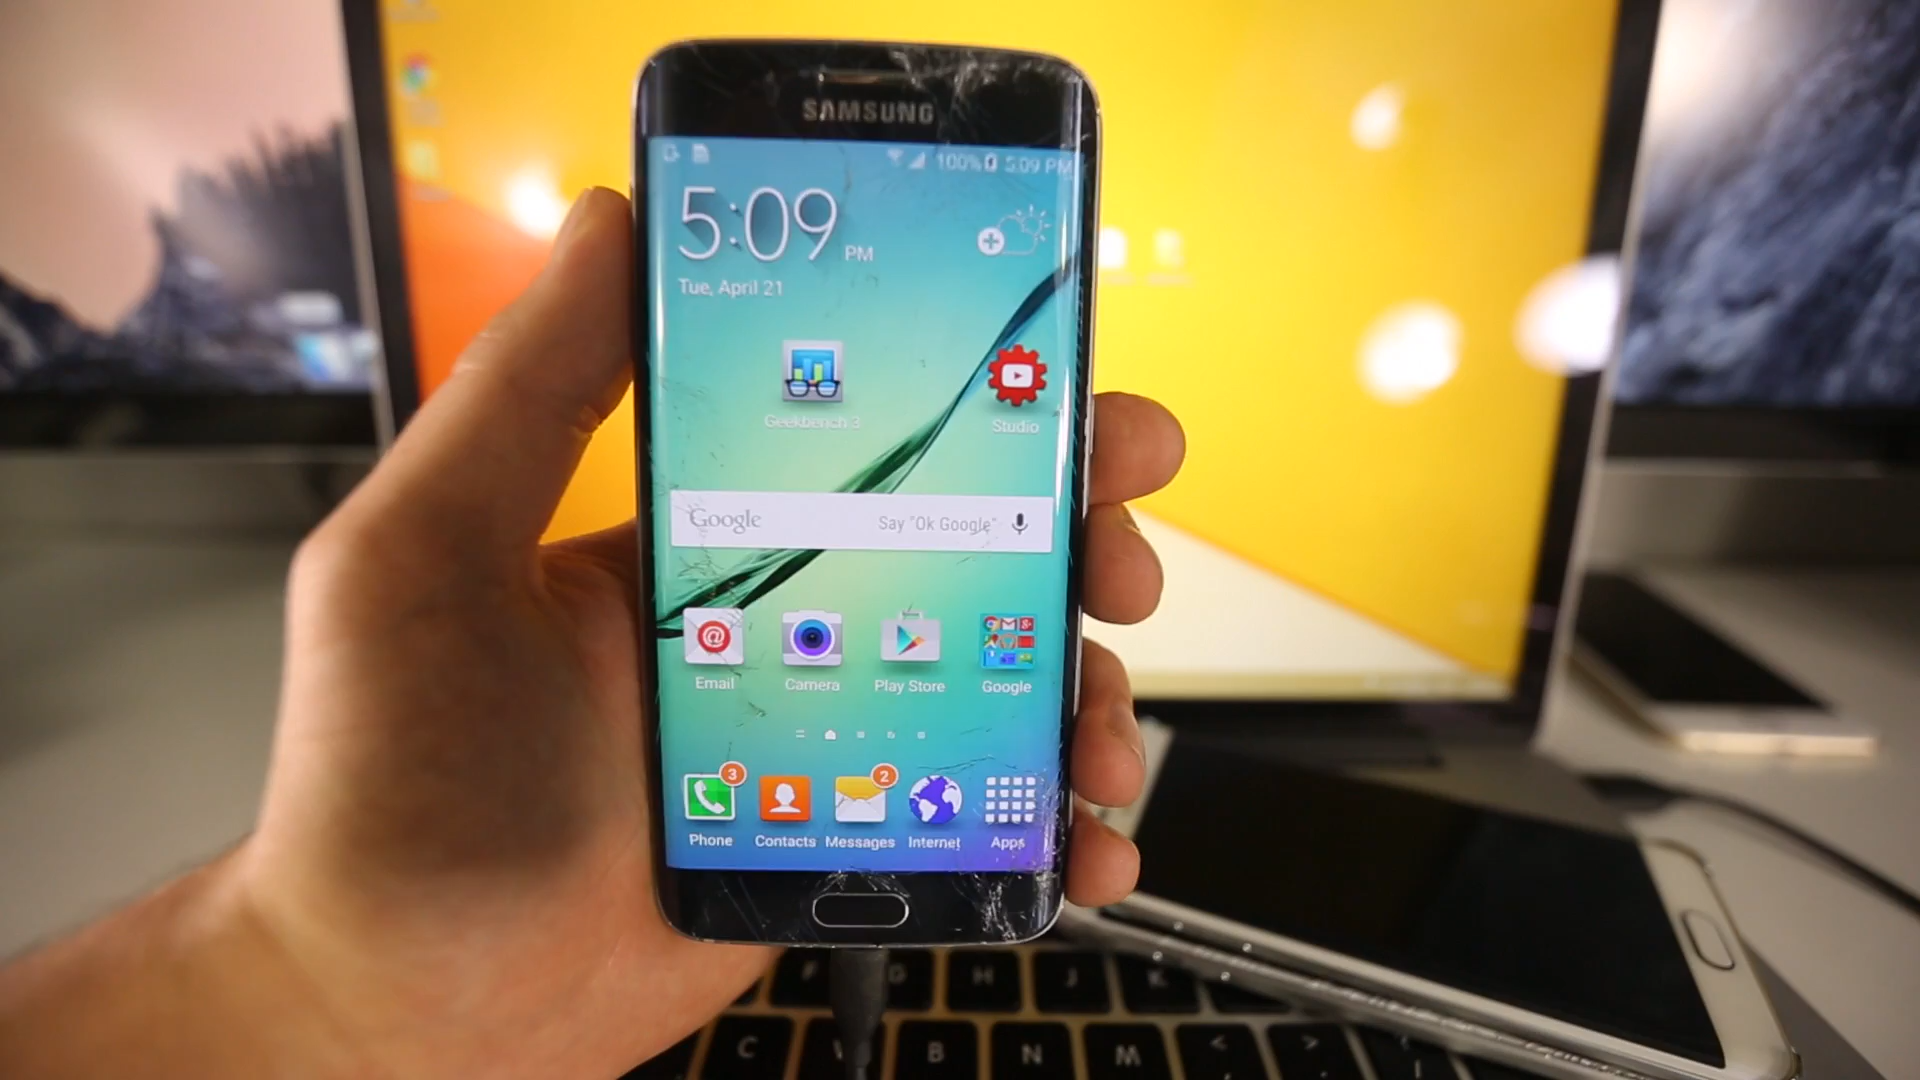 SAMSUNG
100% 5:09 PM
5:09 PM
Tue, April 21
Geekbench 3
Studio
Google Say "Ok Google"
Email Camera Play Store Google
3 2
Phone Contacts Messages Internet Apps
F G H J K
C V B N M < >